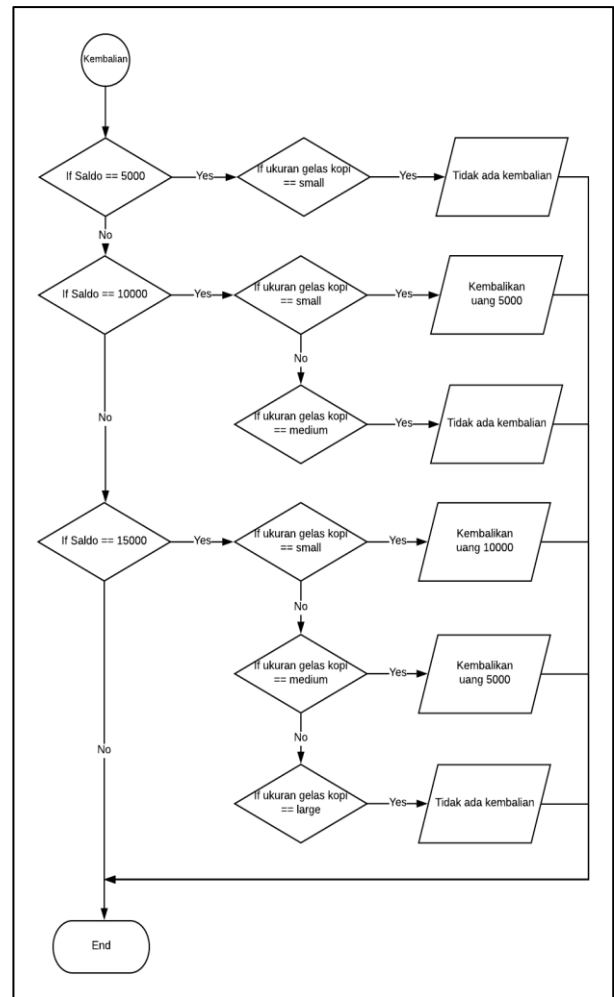 Kembalian
If Saldo == 5000
Yes
If ukuran gelas kopi
== small
Yes
Tidak ada kembalian
No
If Saldo == 10000
Yes
If ukuran gelas kopi
== small
Yes
Kembalikan
uang 5000
No
If ukuran gelas kopi
== medium
Yes
Tidak ada kembalian
No
If Saldo == 15000
Yes
If ukuran gelas kopi
== small
Yes
Kembalikan
uang 10000
No
If ukuran gelas kopi
== medium
Yes
Kembalikan
uang 5000
No
No
If ukuran gelas kopi
== large
Yes
Tidak ada kembalian
End